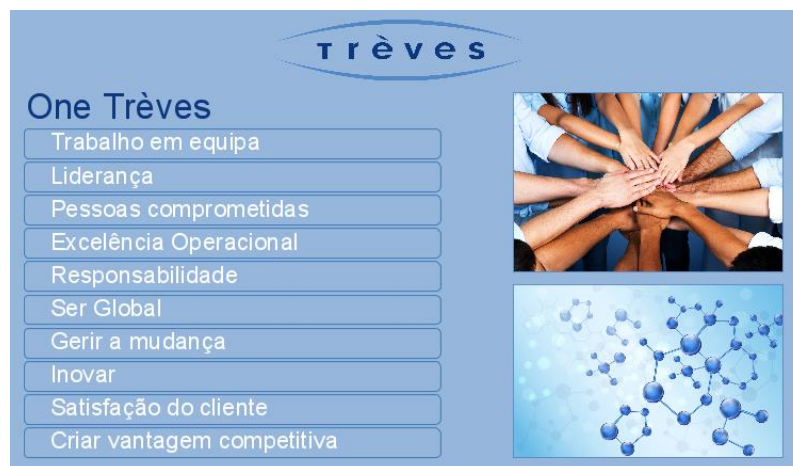 Trèves
One Trèves
Trabalho em equipa
Liderança
Pessoas comprometidas
Excelência Operacional
Responsabilidade
Ser Global
Gerir a mudança
Inovar
Satisfação do cliente
Criar vantagem competitiva